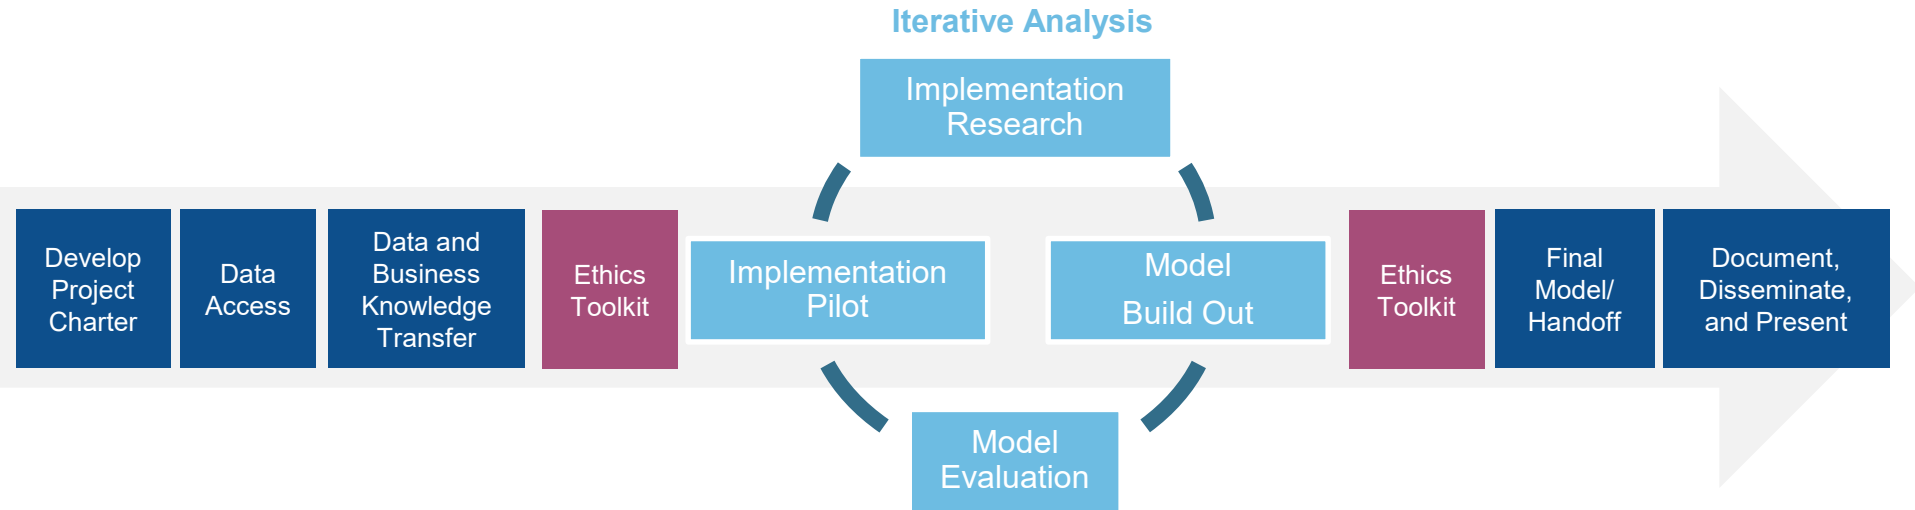 Iterative Analysis
Implementation
Research
Develop
Project
Charter
Data
Access
Data and
Business
Knowledge
Transfer
Ethics
Toolkit
Implementation
Pilot
Model
Build Out
Model
Evaluation
Ethics
Toolkit
Final
Model/
Handoff
Document,
Disseminate,
and Present